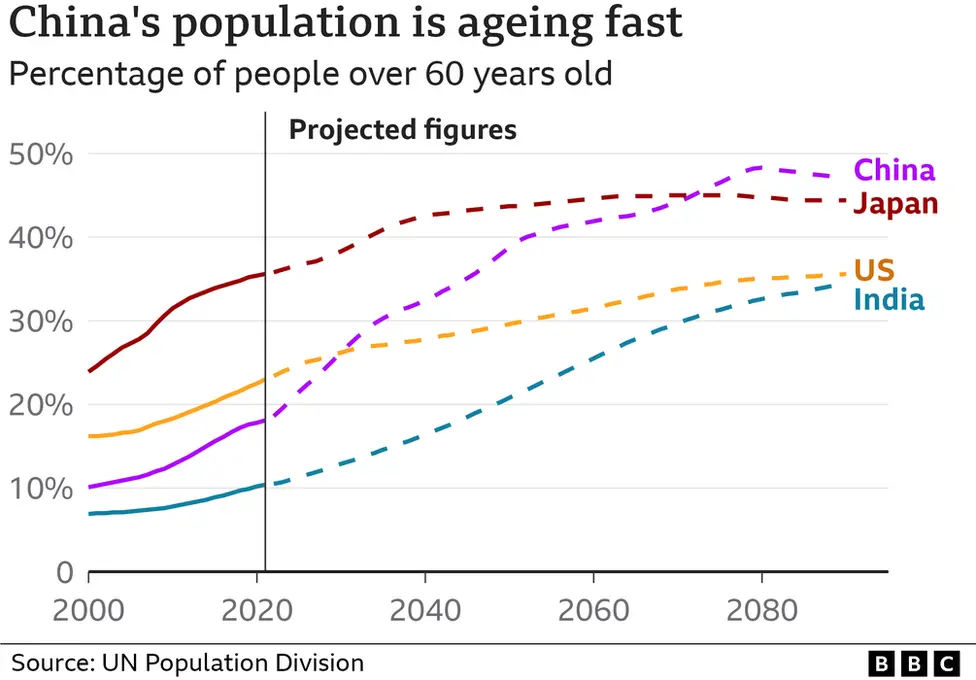 China's population is ageing fast
Percentage of people over 60 years old
Projected figures
50%
40%
30%
20%
10%
0
China
Japan
US
India
2000 2020 2040 2060 2080
Source: UN Population Division
BBC